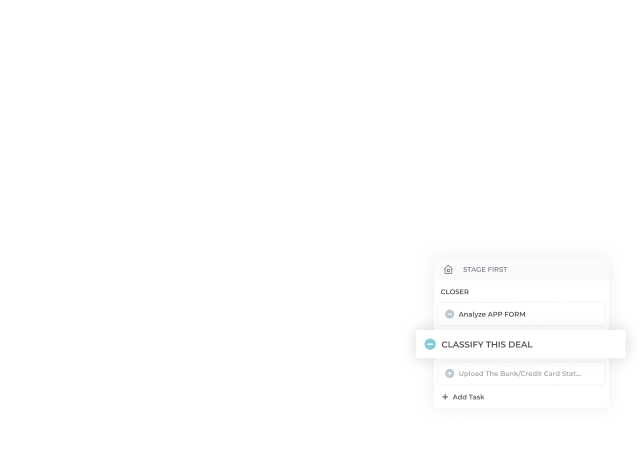 STAGE FIRST
CLOSER
Analyze APP FORM
CLASSIFY THIS DEAL
Upload The Bank/Credit Card Stat...
Add Task